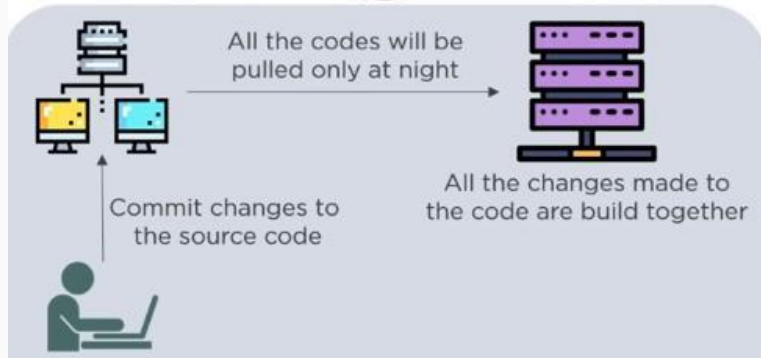 All the codes will be
pulled only at night
All the changes made to
the code are build together
Commit changes to
the source code